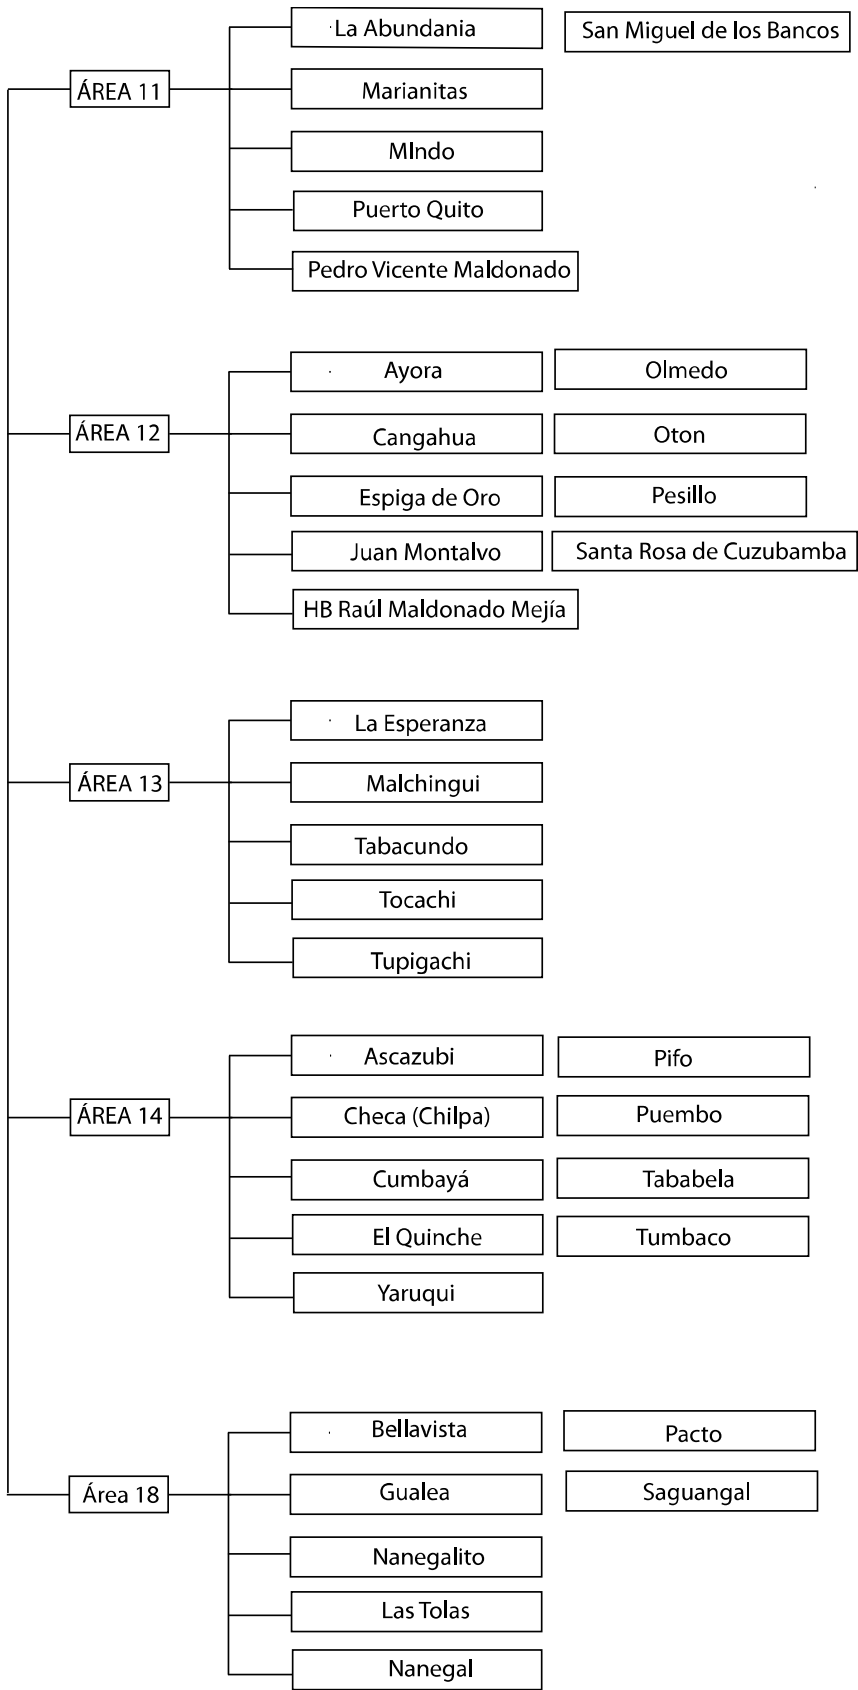 La Abundania
San Miguel de los Bancos
ÁREA 11
Marianitas
MIndo
Puerto Quito
Pedro Vicente Maldonado
Ayora
Olmedo
ÁREA 12
Cangahua
Oton
Espiga de Oro
Pesillo
Juan Montalvo
Santa Rosa de Cuzubamba
HB Raúl Maldonado Mejía
La Esperanza
ÁREA 13
Malchingui
Tabacundo
Tocachi
Tupigachi
Ascazubi
Pifo
ÁREA 14
Checa (Chilpa)
Puembo
Cumbayá
Tababela
El Quinche
Tumbaco
Yaruqui
Bellavista
Pacto
Área 18
Gualea
Saguangal
Nanegalito
Las Tolas
Nanegal